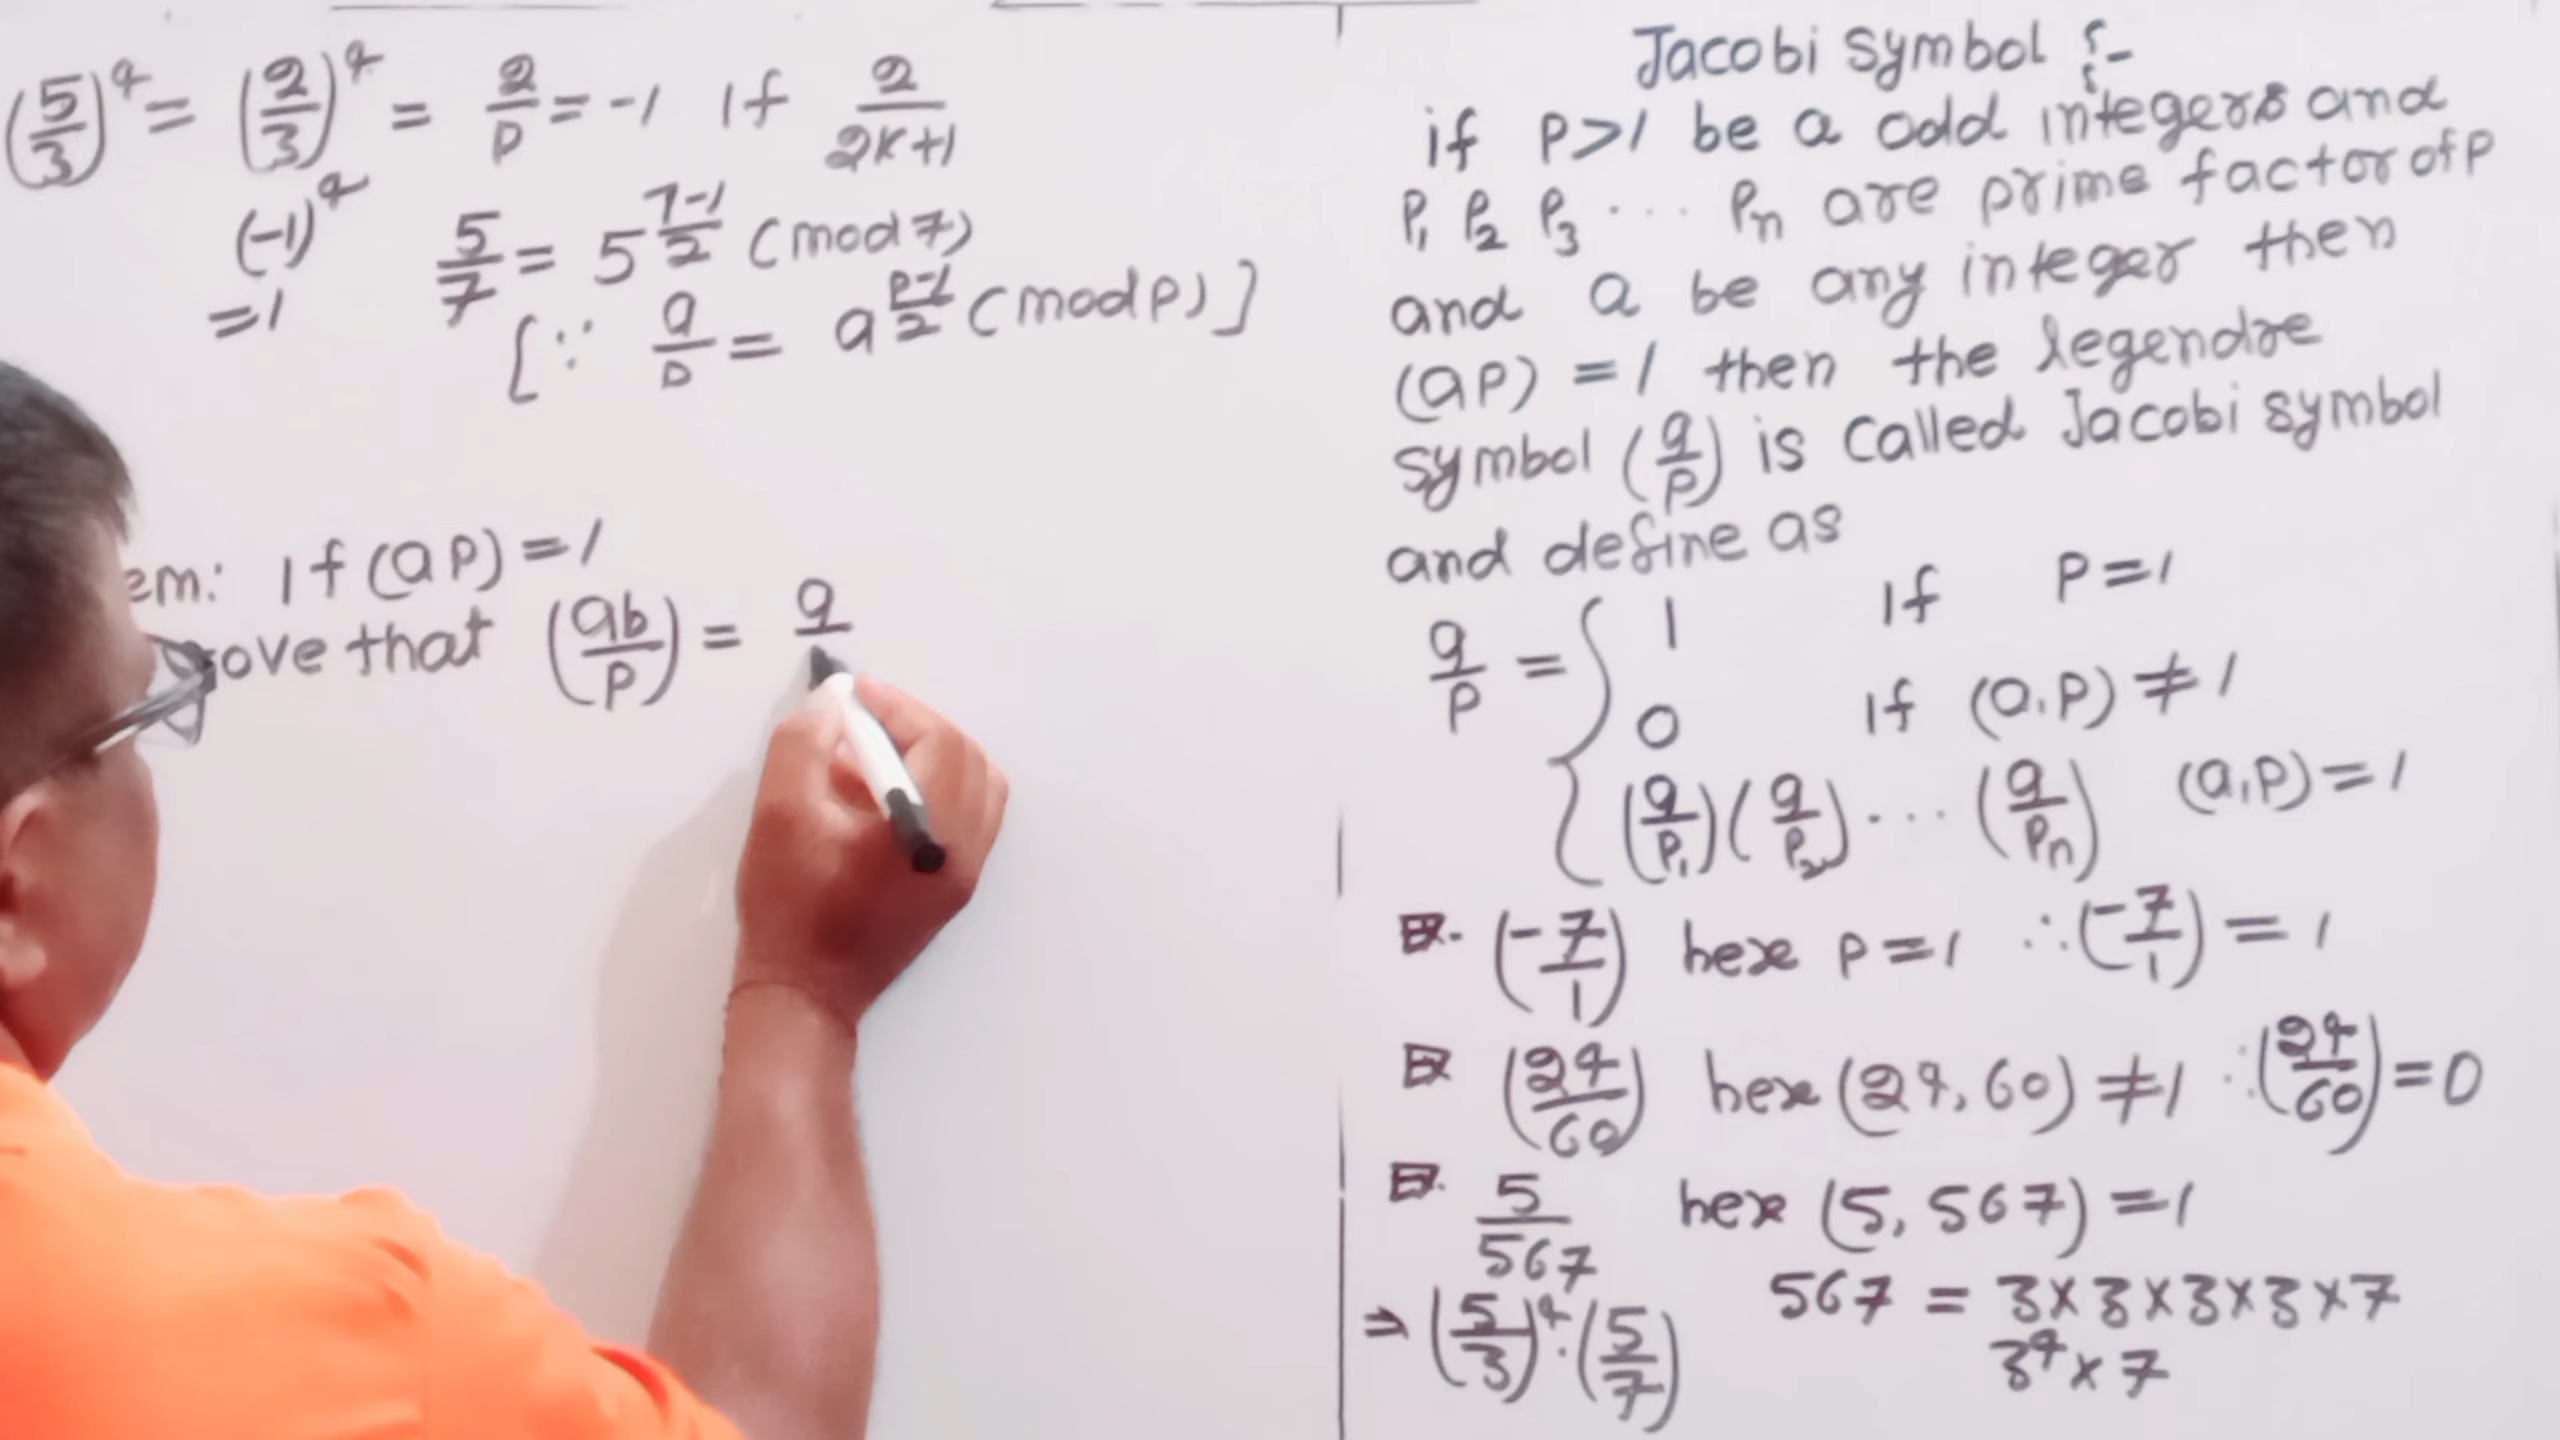 (5/3)^4 = (2/3)^4 = 2/p = -1 if 2/2K+1
(-1)^4
=1
5/7 = 5^(7-1)/2 (mod 7)
[∵ a/p = a^(p-1)/2 (mod p)]
em: if (a p) = 1
rove that (ab/p) = a
Jacobi symbol :-
if P>1 be a odd integers and
P₁ P₂ P₃ ... Pn are prime factor of P
and a be any integer then
(a P) = 1 then the legendre
symbol (a/P) is called Jacobi symbol
and define as
a/P = { 1 if P=1
0 if (a, P) ≠ 1
(a/P₁)(a/P₂) ... (a/Pn) (a, P) = 1
Ex. (-7/1) here P=1 ∴ (-7/1) = 1
Ex (24/60) here (24, 60) ≠ 1 ∴ (24/60) = 0
Ex. 5/567 here (5, 567) = 1
⇒ (5/3)^4 · (5/7) 567 = 3×3×3×3×7
3^4 × 7